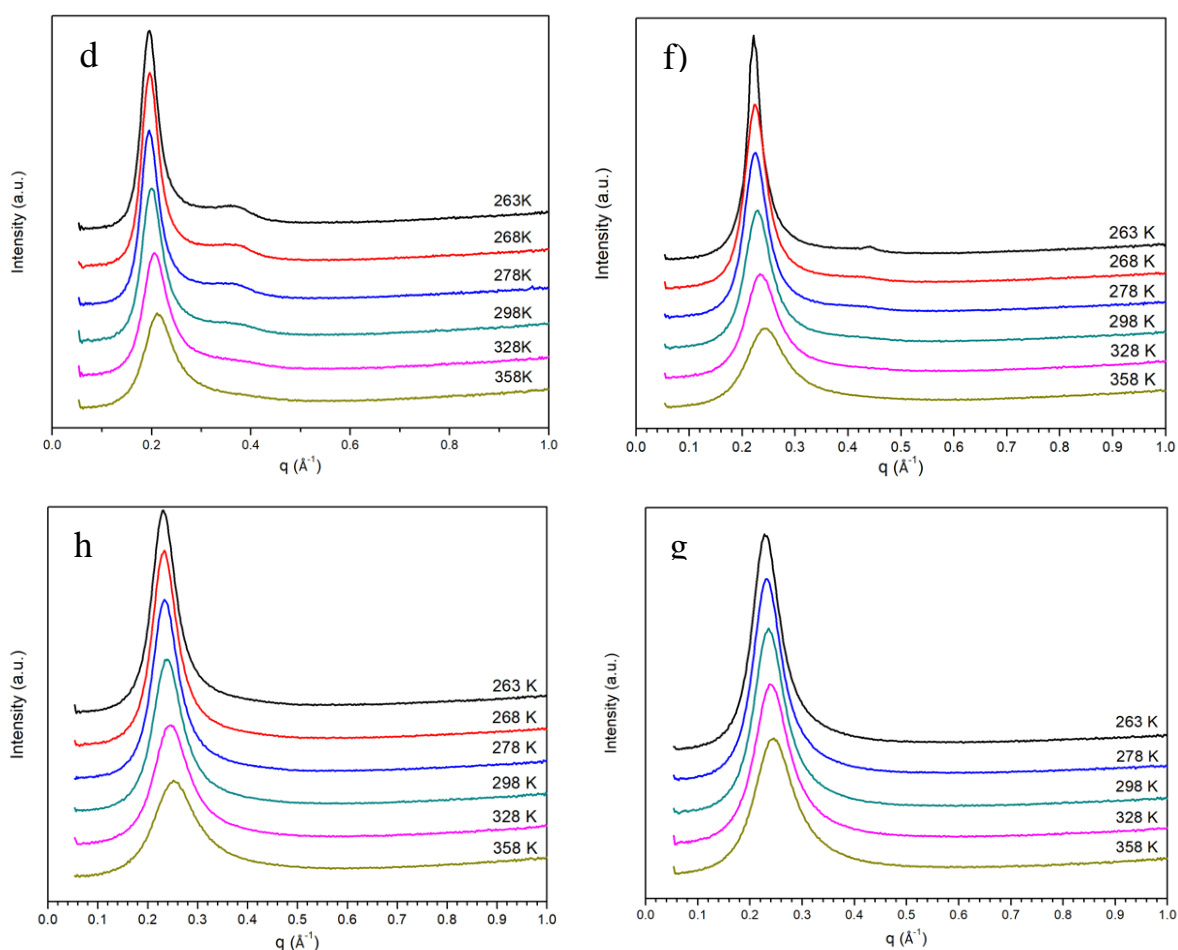 d
Intensity (a.u.)
263K
268K
278K
298K
328K
358K
0.0 0.2 0.4 0.6 0.8 1.0
q (Å⁻¹)
f)
Intensity (a.u.)
263 K
268 K
278 K
298 K
328 K
358 K
0.0 0.1 0.2 0.3 0.4 0.5 0.6 0.7 0.8 0.9 1.0
q (Å⁻¹)
h
Intensity (a.u.)
263 K
268 K
278 K
298 K
328 K
358 K
0.0 0.1 0.2 0.3 0.4 0.5 0.6 0.7 0.8 0.9 1.0
q (Å⁻¹)
g
Intensity (a.u.)
263 K
278 K
298 K
328 K
358 K
0.0 0.1 0.2 0.3 0.4 0.5 0.6 0.7 0.8 0.9 1.0
q (Å⁻¹)